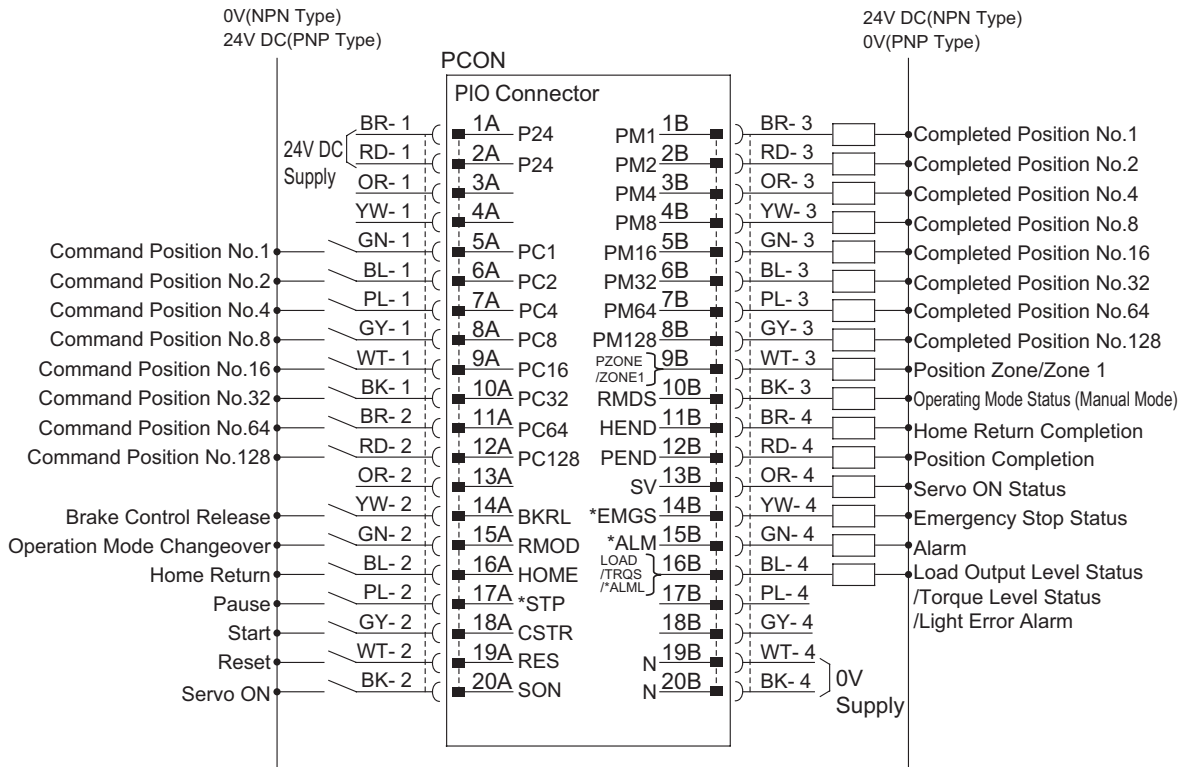 0V(NPN Type)
24V DC(PNP Type)
24V DC(NPN Type)
0V(PNP Type)
PCON
PIO Connector
24V DC
Supply
BR- 1 1A P24
RD- 1 2A P24
OR- 1 3A
YW- 1 4A
Command Position No.1 GN- 1 5A PC1
Command Position No.2 BL- 1 6A PC2
Command Position No.4 PL- 1 7A PC4
Command Position No.8 GY- 1 8A PC8
Command Position No.16 WT- 1 9A PC16
Command Position No.32 BK- 1 10A PC32
Command Position No.64 BR- 2 11A PC64
Command Position No.128 RD- 2 12A PC128
OR- 2 13A
Brake Control Release YW- 2 14A BKRL
Operation Mode Changeover GN- 2 15A RMOD
Home Return BL- 2 16A HOME
Pause PL- 2 17A *STP
Start GY- 2 18A CSTR
Reset WT- 2 19A RES
Servo ON BK- 2 20A SON
PM1 1B BR- 3 Completed Position No.1
PM2 2B RD- 3 Completed Position No.2
PM4 3B OR- 3 Completed Position No.4
PM8 4B YW- 3 Completed Position No.8
PM16 5B GN- 3 Completed Position No.16
PM32 6B BL- 3 Completed Position No.32
PM64 7B PL- 3 Completed Position No.64
PM128 8B GY- 3 Completed Position No.128
PZONE
/ZONE1 9B WT- 3 Position Zone/Zone 1
RMDS 10B BK- 3 Operating Mode Status (Manual Mode)
HEND 11B BR- 4 Home Return Completion
PEND 12B RD- 4 Position Completion
SV 13B OR- 4 Servo ON Status
*EMGS 14B YW- 4 Emergency Stop Status
*ALM 15B GN- 4 Alarm
LOAD
/TRQS
/*ALML 16B BL- 4 Load Output Level Status
/Torque Level Status
/Light Error Alarm
17B PL- 4
18B GY- 4
N 19B WT- 4
N 20B BK- 4
0V
Supply